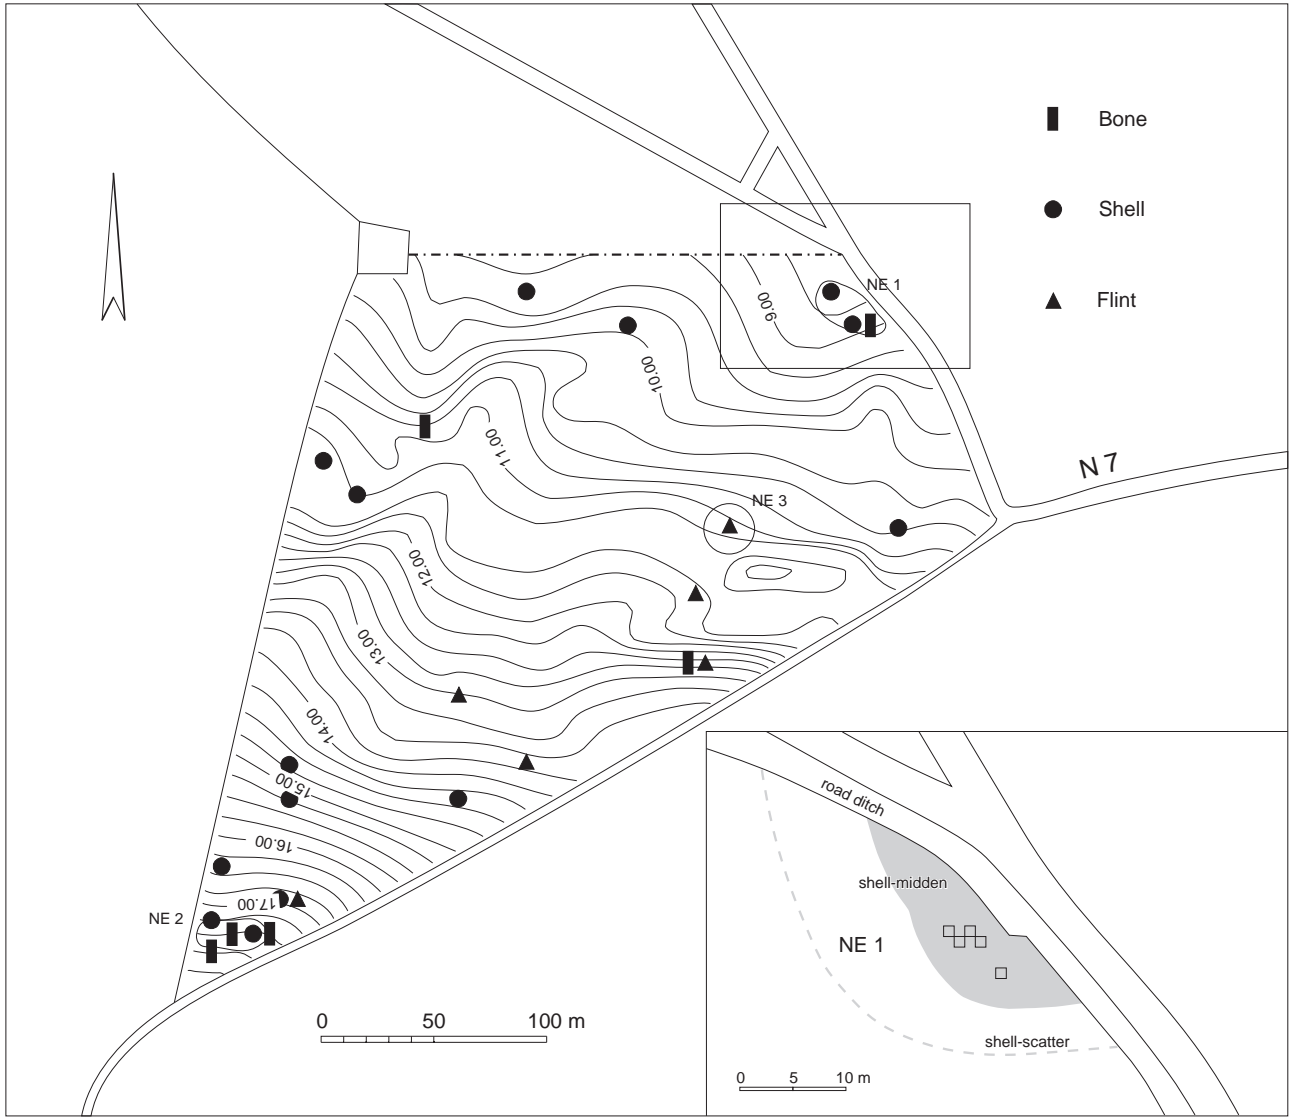 Bone
Shell
Flint
NE 1
9.00
10.00
11.00
N 7
NE 3
12.00
13.00
14.00
15.00
16.00
17.00
NE 2
0 50 100 m
road ditch
shell-midden
NE 1
shell-scatter
0 5 10 m